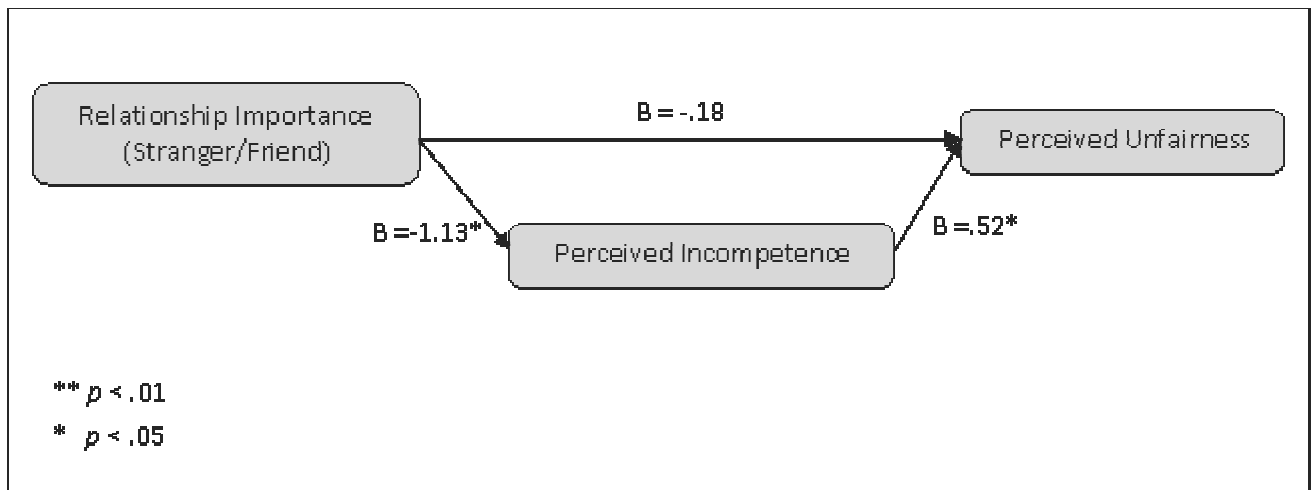 Relationship Importance
(Stranger/Friend)
B = -.18
Perceived Unfairness
B =-1.13*
Perceived Incompetence
B =.52*
** p < .01
* p < .05